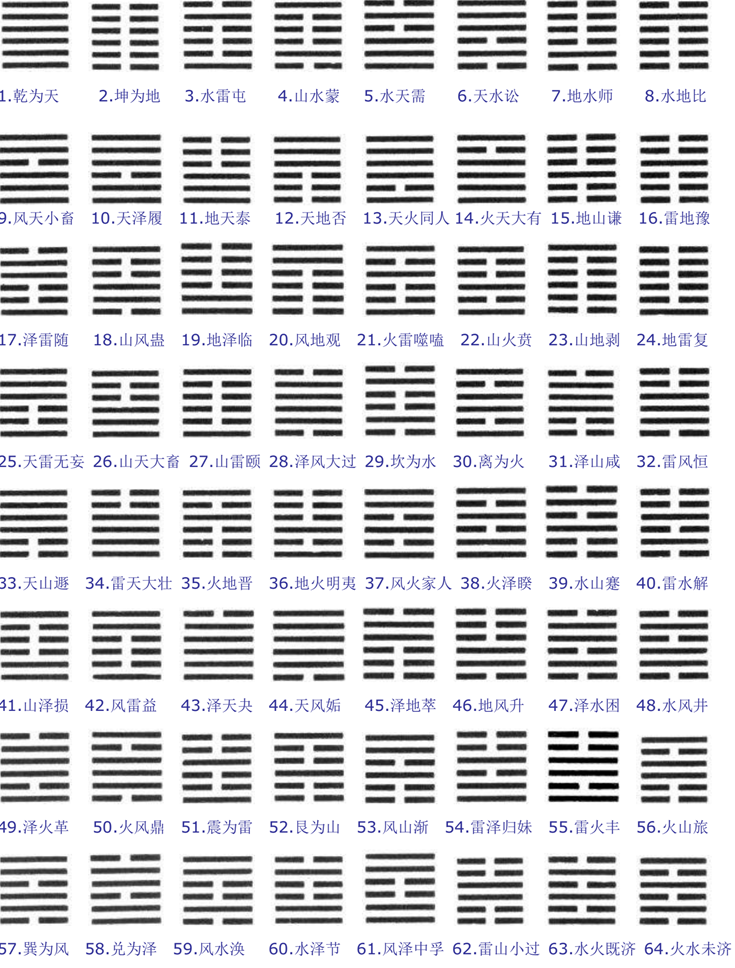 1.乾为天 2.坤为地 3.水雷屯 4.山水蒙 5.水天需 6.天水讼 7.地水师 8.水地比
9.风天小畜 10.天泽履 11.地天泰 12.天地否 13.天火同人 14.火天大有 15.地山谦 16.雷地豫
17.泽雷随 18.山风蛊 19.地泽临 20.风地观 21.火雷噬嗑 22.山火贲 23.山地剥 24.地雷复
25.天雷无妄 26.山天大畜 27.山雷颐 28.泽风大过 29.坎为水 30.离为火 31.泽山咸 32.雷风恒
33.天山遯 34.雷天大壮 35.火地晋 36.地火明夷 37.风火家人 38.火泽睽 39.水山蹇 40.雷水解
41.山泽损 42.风雷益 43.泽天夬 44.天风姤 45.泽地萃 46.地风升 47.泽水困 48.水风井
49.泽火革 50.火风鼎 51.震为雷 52.艮为山 53.风山渐 54.雷泽归妹 55.雷火丰 56.火山旅
57.巽为风 58.兑为泽 59.风水涣 60.水泽节 61.风泽中孚 62.雷山小过 63.水火既济 64.火水未济